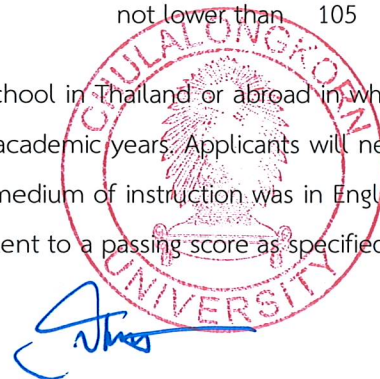 not lower than 105
chool in Thailand or abroad in wh
academic years. Applicants will ne
medium of instruction was in Engl
ent to a passing score as specified
CHULALONGKORN
UNIVERSITY